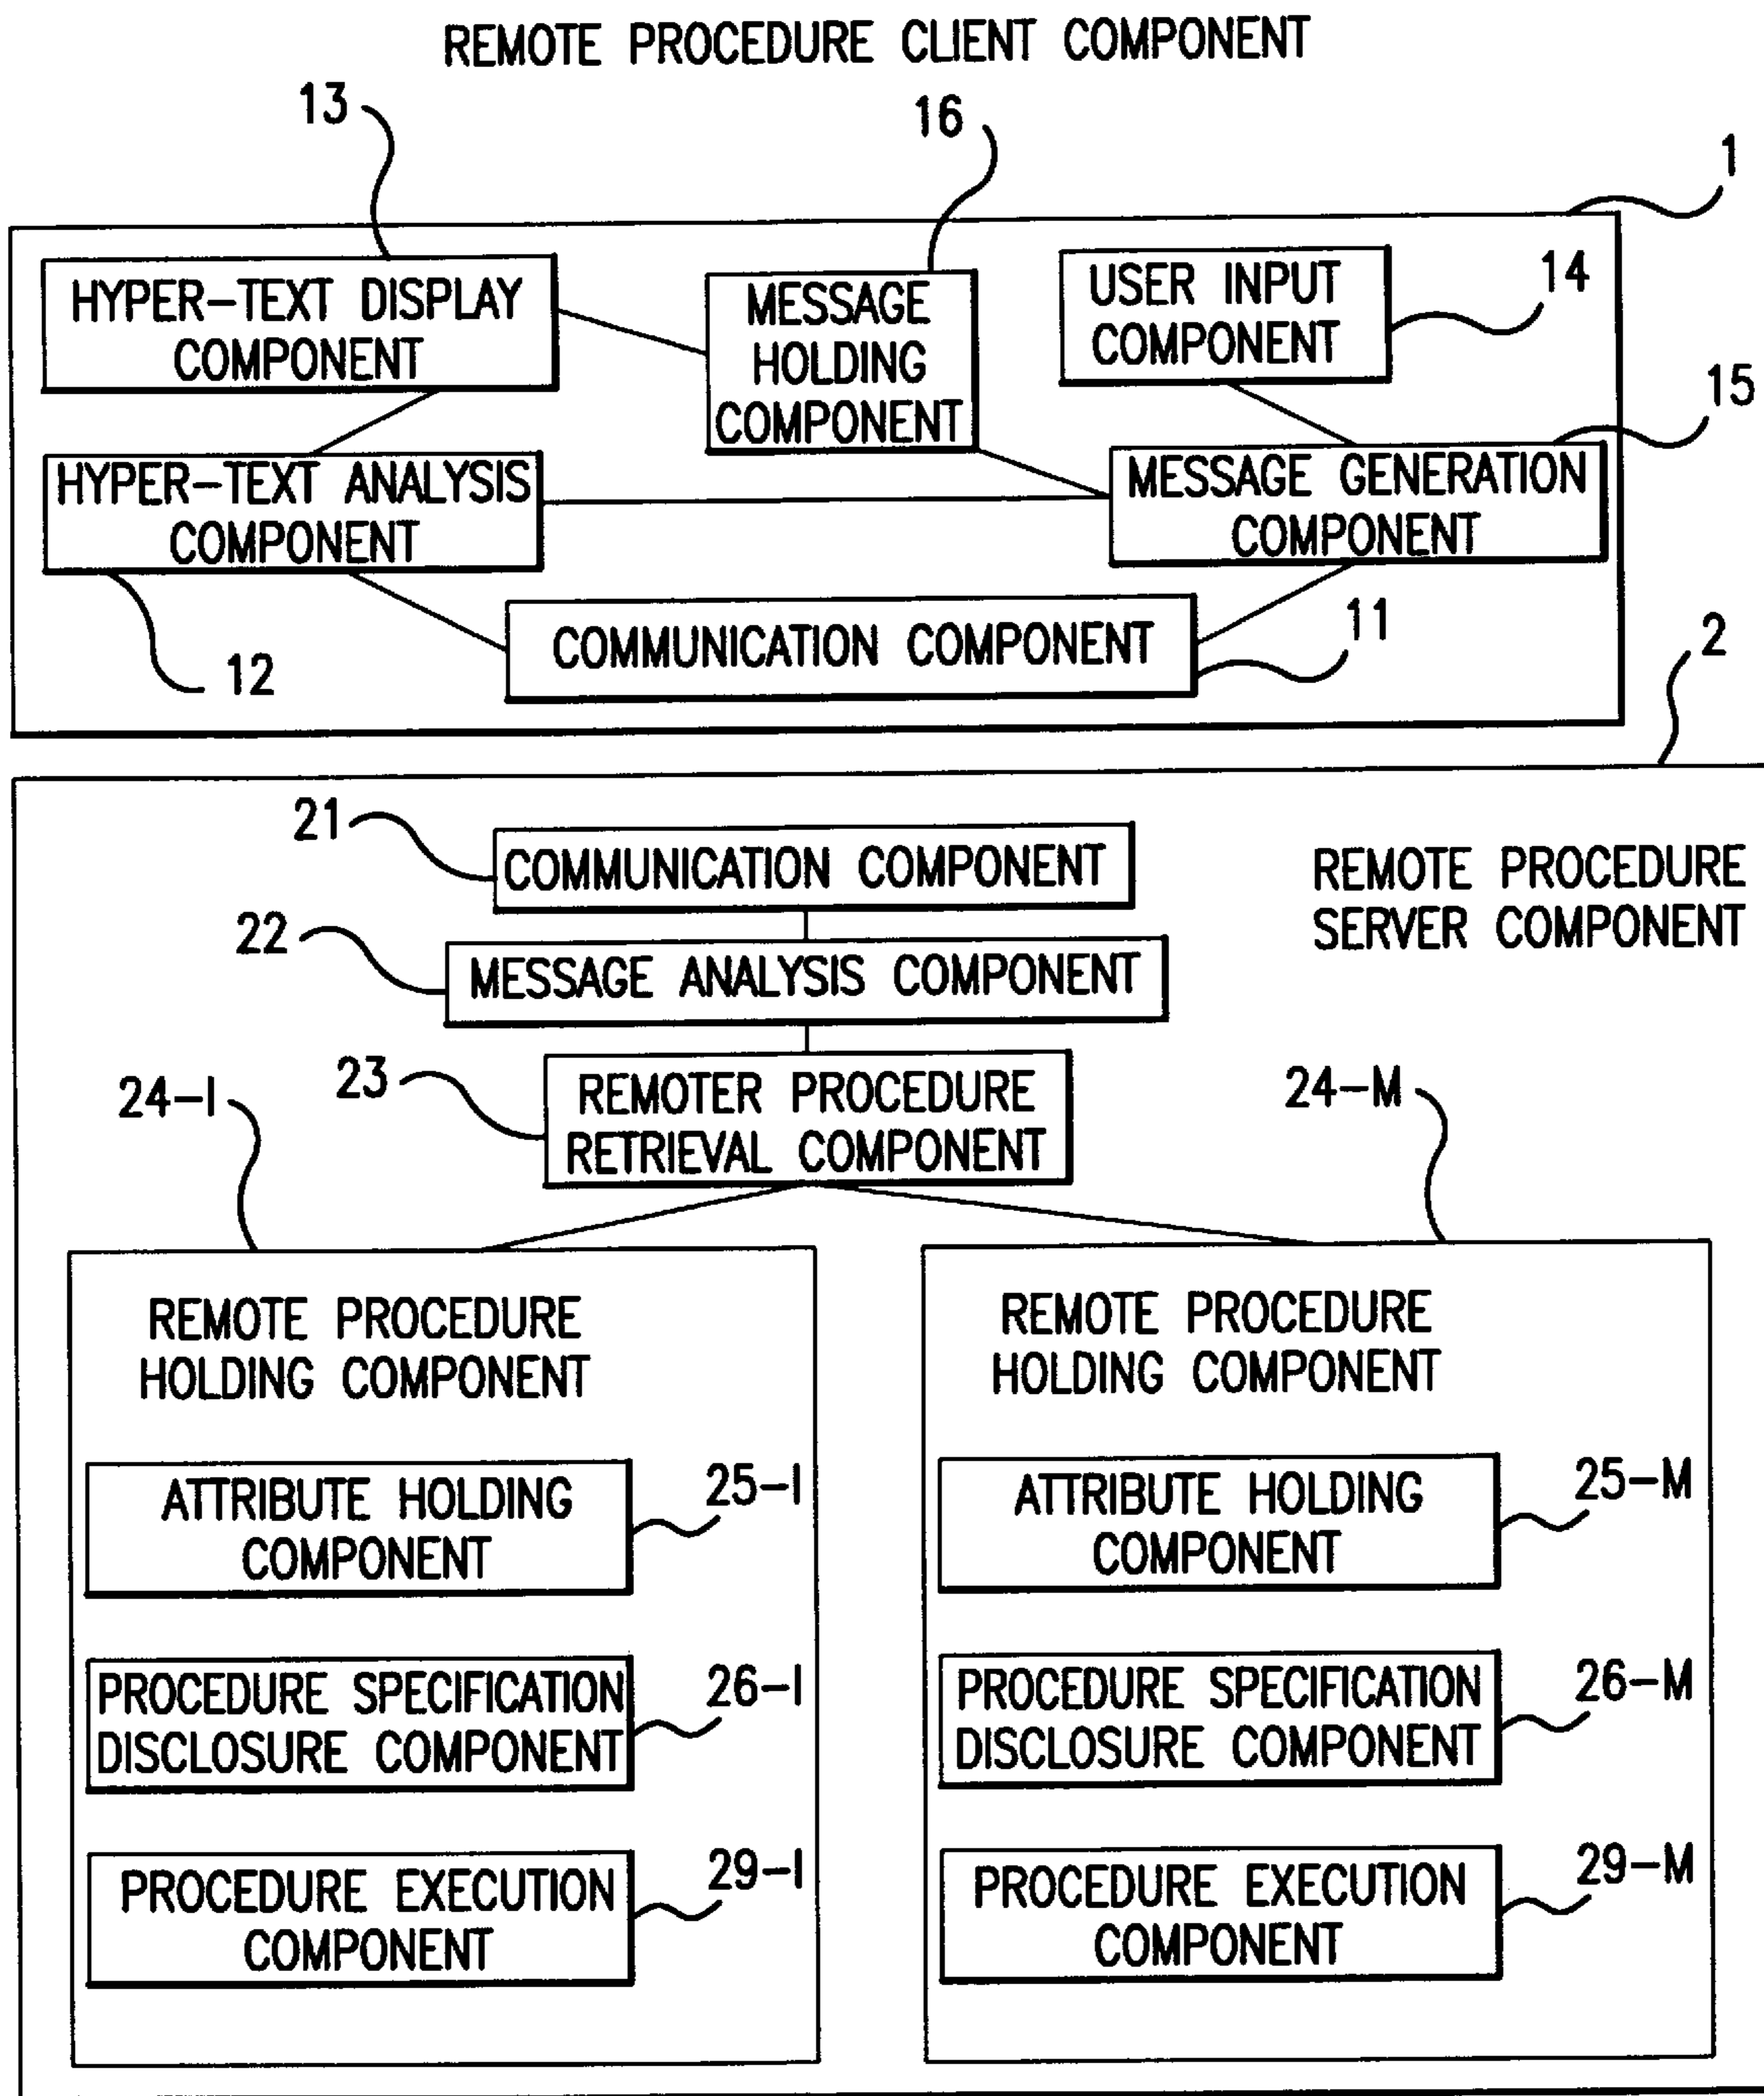 REMOTE PROCEDURE CLIENT COMPONENT
13
16
1
HYPER-TEXT DISPLAY
COMPONENT
MESSAGE
HOLDING
COMPONENT
USER INPUT
COMPONENT
14
15
HYPER-TEXT ANALYSIS
COMPONENT
MESSAGE GENERATION
COMPONENT
12
COMMUNICATION COMPONENT
11
2
21
COMMUNICATION COMPONENT
REMOTE PROCEDURE
SERVER COMPONENT
22
MESSAGE ANALYSIS COMPONENT
23
REMOTER PROCEDURE
RETRIEVAL COMPONENT
24-I
24-M
REMOTE PROCEDURE
HOLDING COMPONENT
ATTRIBUTE HOLDING
COMPONENT
25-I
PROCEDURE SPECIFICATION
DISCLOSURE COMPONENT
26-I
PROCEDURE EXECUTION
COMPONENT
29-I
REMOTE PROCEDURE
HOLDING COMPONENT
ATTRIBUTE HOLDING
COMPONENT
25-M
PROCEDURE SPECIFICATION
DISCLOSURE COMPONENT
26-M
PROCEDURE EXECUTION
COMPONENT
29-M